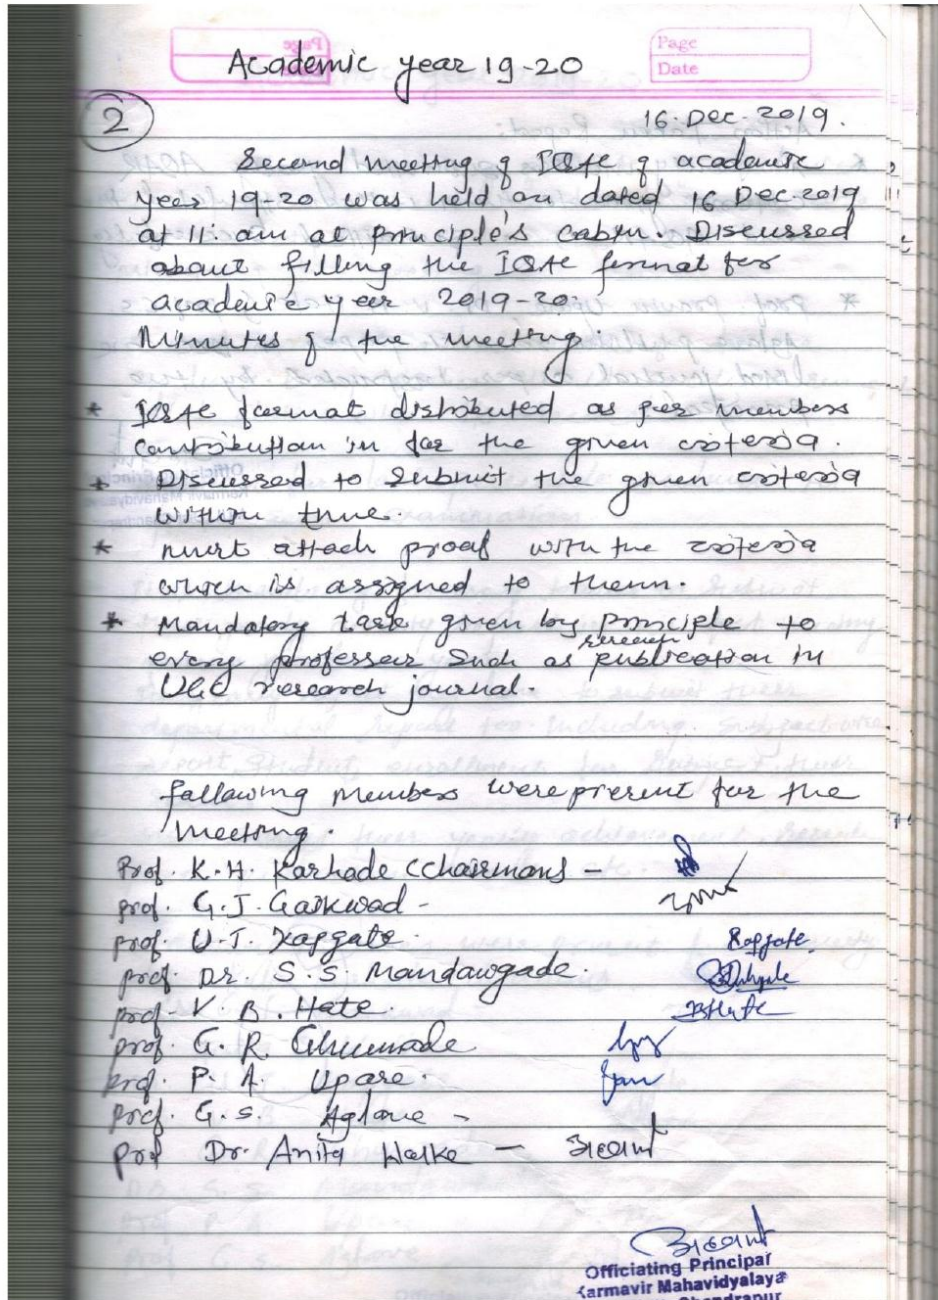 Page
Date
Academic year 19-20
2
16. Dec. 2019.
Second meeting of IQAC of academic
year 19-20 was held on dated 16 Dec. 2019
at 11: am at principle's cabin. Discussed
about filling the IQAC format for
academic year 2019-20.
Minutes of the meeting.
* IQAC format distributed as per members
contribution in for the given criteria.
* Discussed to submit the given criteria
within time.
* must attach proof with the criteria
which is assigned to them.
* Mandatory task given by principle to
every professor such as research publication in
UGC research journal.
following members were present for the
meeting.
Prof. K.H. Karhade (chairmans -
prof. G.J. Gaikwad -
prof. U.T. Kapgate.
prof. Dr. S.S. Mandawgade.
prof- V.B. Hate.
prof. G.R. Ghumade
prof. P.A. Upare.
prof. G.S. Aglave -
prof Dr. Anita Walke -
Officiating Principal
Karmavir Mahavidyalaya
Chandrapur